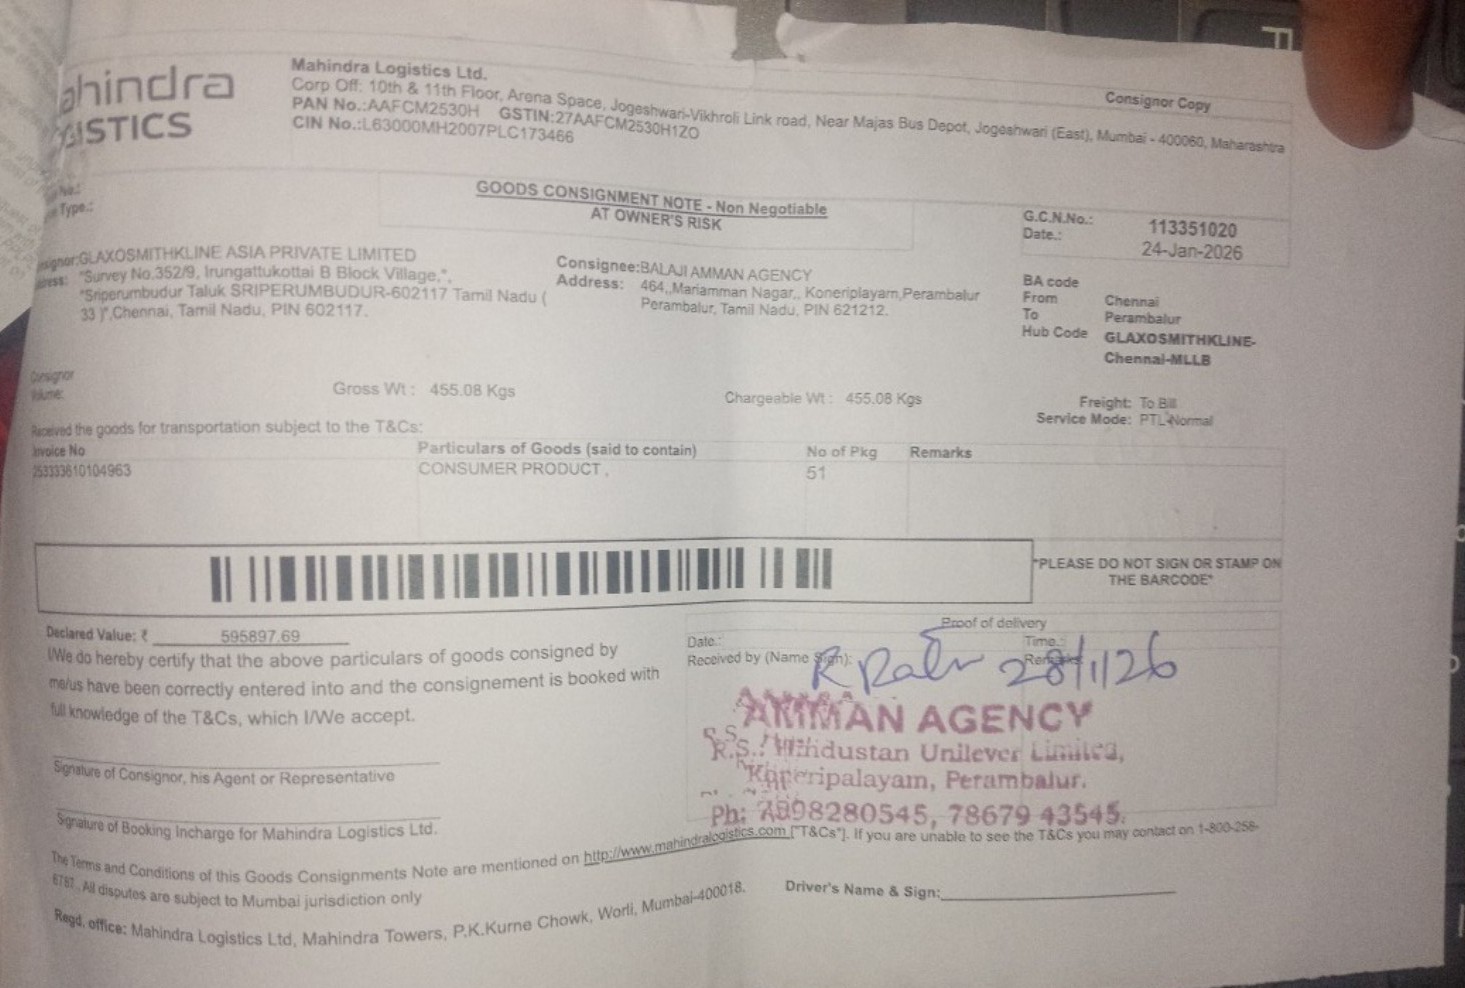 Mahindra Logistics Ltd.
Consignor Copy
Corp Off: 10th & 11th Floor, Arena Space, Jogeshwari-Vikhroli Link road, Near Majas Bus Depot, Jogeshwari (East), Mumbai - 400060, Maharashtra
PAN No.:AAFCM2530H GSTIN:27AAFCM2530H1ZO
CIN No.:L63000MH2007PLC173466
ahindra
GISTICS
No.:
Type.:
GOODS CONSIGNMENT NOTE - Non Negotiable
AT OWNER'S RISK
G.C.N.No.: 113351020
Date.: 24-Jan-2026
signor:GLAXOSMITHKLINE ASIA PRIVATE LIMITED
dress: "Survey No.352/9, Irungattukottai B Block Village,",
"Sriperumbudur Taluk SRIPERUMBUDUR-602117 Tamil Nadu (
33 )",Chennai, Tamil Nadu, PIN 602117.
Consignee:BALAJI AMMAN AGENCY
Address: 464,,Mariamman Nagar,, Koneriplayam,Perambalur
Perambalur, Tamil Nadu, PIN 621212.
BA code
From Chennai
To Perambalur
Hub Code GLAXOSMITHKLINE-
Chennai-MLLB
Consignor
Volume:
Gross Wt : 455.08 Kgs
Chargeable Wt : 455.08 Kgs
Freight: To Bill
Service Mode: PTL-Normal
Received the goods for transportation subject to the T&Cs:
Invoice No Particulars of Goods (said to contain) No of Pkg Remarks
253333610104963 CONSUMER PRODUCT , 51
*PLEASE DO NOT SIGN OR STAMP ON
THE BARCODE*
Declared Value: ₹ 595897.69
I/We do hereby certify that the above particulars of goods consigned by
me/us have been correctly entered into and the consignement is booked with
full knowledge of the T&Cs, which I/We accept.
Signature of Consignor, his Agent or Representative
Signature of Booking Incharge for Mahindra Logistics Ltd.
Proof of delivery
Date.: Time.:
Received by (Name Sign): Remarks:
28/1/26
AMMAN AGENCY
R.S.: Hindustan Unilever Limited,
Koneripalayam, Perambalur.
Ph: 7898280545, 78679 43545.
The Terms and Conditions of this Goods Consignments Note are mentioned on http://www.mahindralogistics.com ["T&Cs"]. If you are unable to see the T&Cs you may contact on 1-800-258-
6787. All disputes are subject to Mumbai jurisdiction only
Driver's Name & Sign:
Regd. office: Mahindra Logistics Ltd, Mahindra Towers, P.K.Kurne Chowk, Worli, Mumbai-400018.